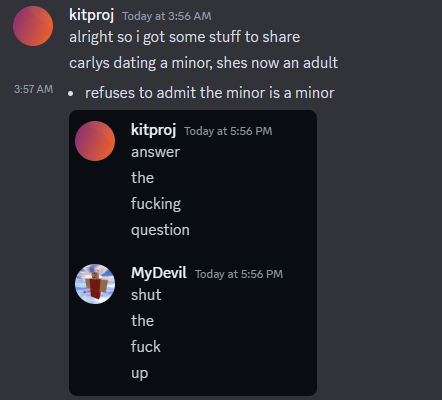 kitproj Today at 3:56 AM
alright so i got some stuff to share
carlys dating a minor, shes now an adult
3:57 AM • refuses to admit the minor is a minor
kitproj Today at 5:56 PM
answer
the
fucking
question
MyDevil Today at 5:56 PM
shut
the
fuck
up